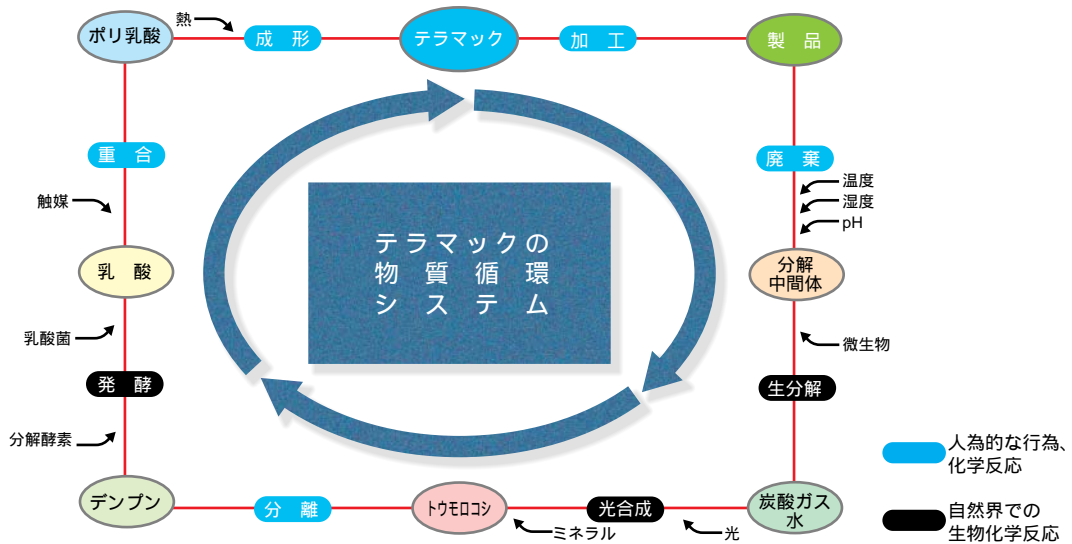 熱
ポリ乳酸
成 形
テラマック
加 工
製 品
重 合
廃 棄
触媒
温度
湿度
pH
テラマックの
物 質 循 環
シ ス テ ム
乳 酸
分解
中間体
乳酸菌
微生物
発 酵
生分解
分解酵素
人為的な行為、
化学反応
デンプン
分 離
トウモロコシ
光合成
炭酸ガス
水
ミネラル
光
自然界での
生物化学反応